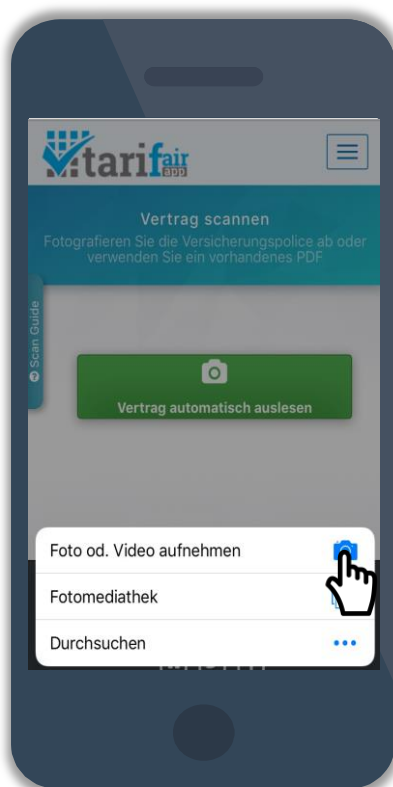 tarifair
app
Vertrag scannen
Fotografieren Sie die Versicherungspolice ab oder
verwenden Sie ein vorhandenes PDF
Scan Guide
Vertrag automatisch auslesen
Foto od. Video aufnehmen
Fotomediathek
Durchsuchen